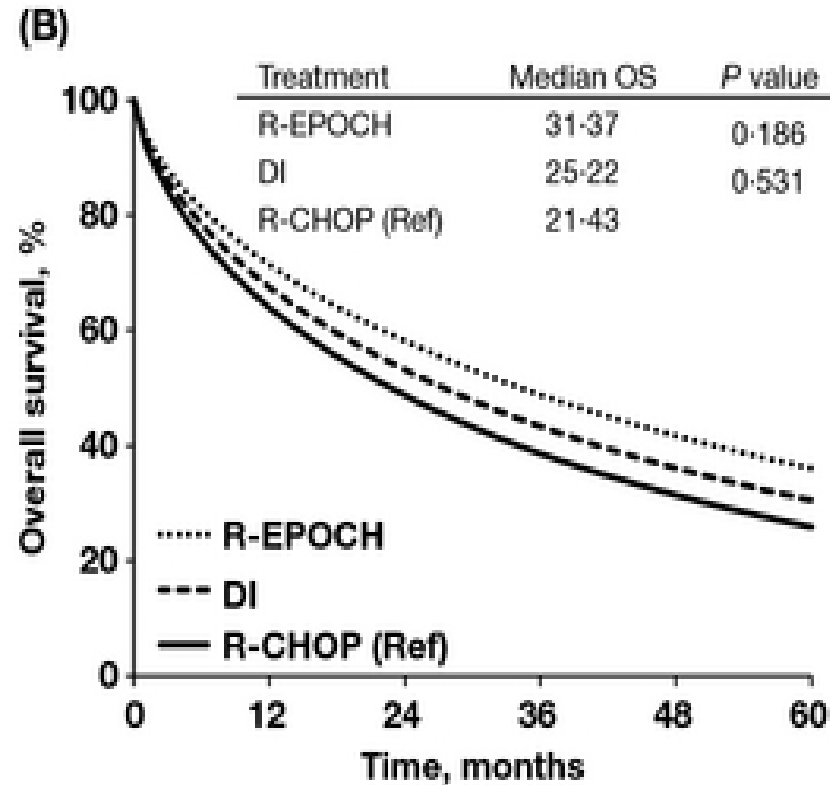 (B)
Treatment Median OS P value
R-EPOCH 31·37 0·186
DI 25·22 0·531
R-CHOP (Ref) 21·43
Overall survival, %
100
80
60
40
20
0
R-EPOCH
DI
R-CHOP (Ref)
0 12 24 36 48 60
Time, months